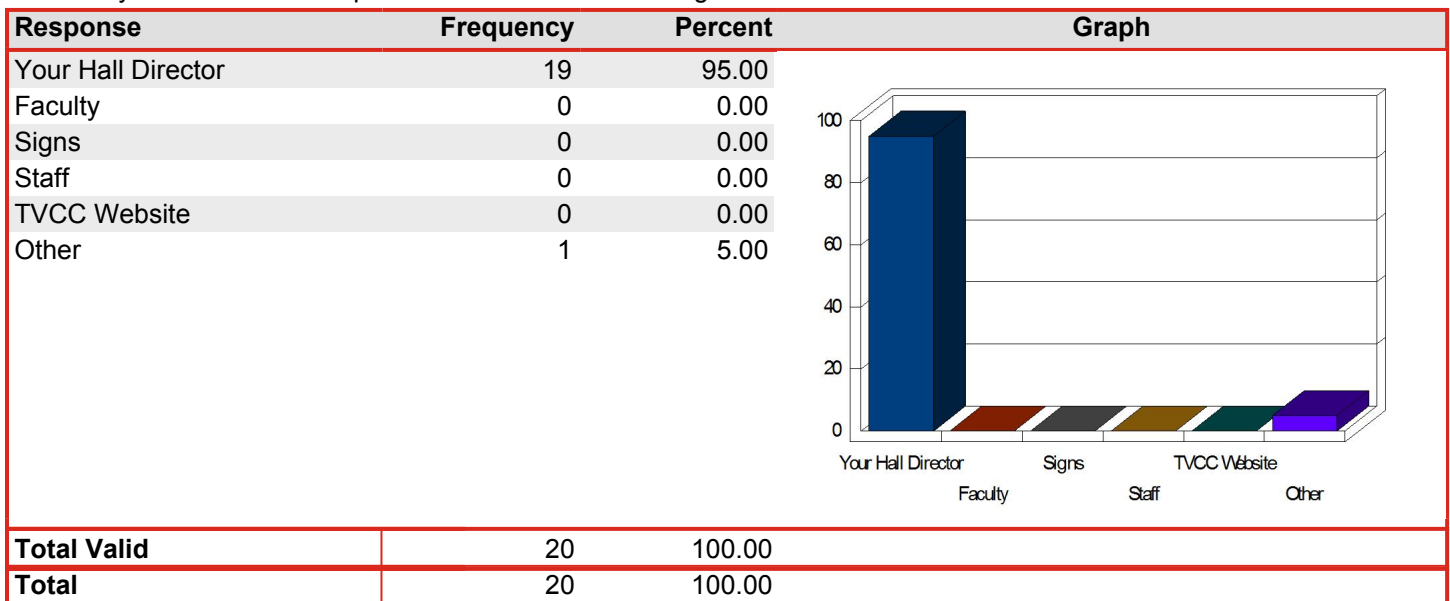 Response Frequency Percent Graph
Your Hall Director 19 95.00
Faculty 0 0.00
Signs 0 0.00
Staff 0 0.00
TVCC Website 0 0.00
Other 1 5.00
100
80
60
40
20
0
Your Hall Director Signs TVCC Website
Faculty Staff Other
Total Valid 20 100.00
Total 20 100.00